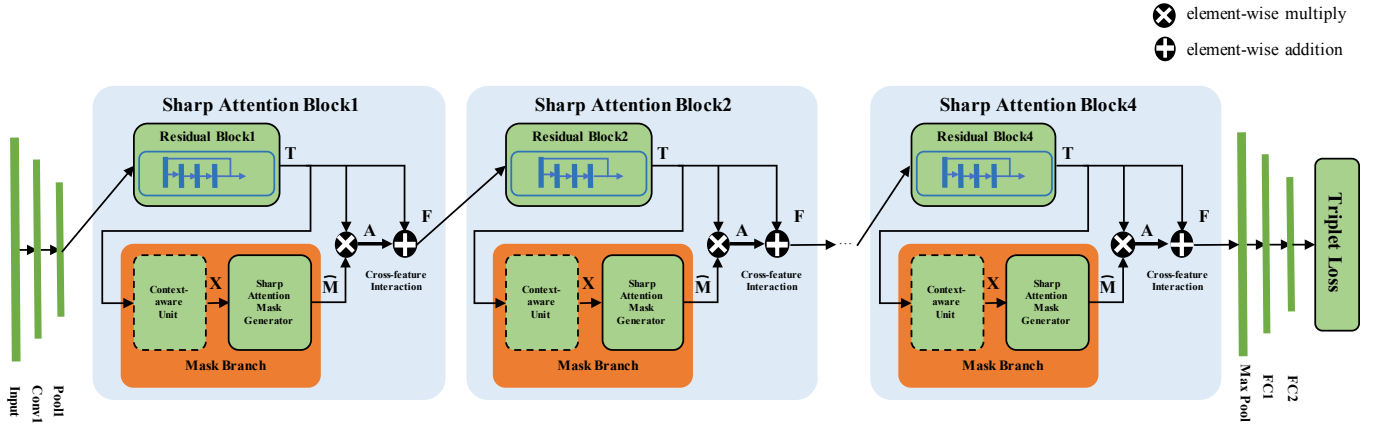 element-wise multiply
element-wise addition
Sharp Attention Block1
Residual Block1
T
F
A
Cross-feature
Interaction
Context-
aware
Unit
X
Sharp
Attention
Mask
Generator
M̂
Mask Branch
Sharp Attention Block2
Residual Block2
T
F
A
Cross-feature
Interaction
Context-
aware
Unit
X
Sharp
Attention
Mask
Generator
M̂
Mask Branch
...
Sharp Attention Block4
Residual Block4
T
F
A
Cross-feature
Interaction
Context-
aware
Unit
X
Sharp
Attention
Mask
Generator
M̂
Mask Branch
Input
Conv1
Pool1
Max Pool
FC1
FC2
Triplet Loss